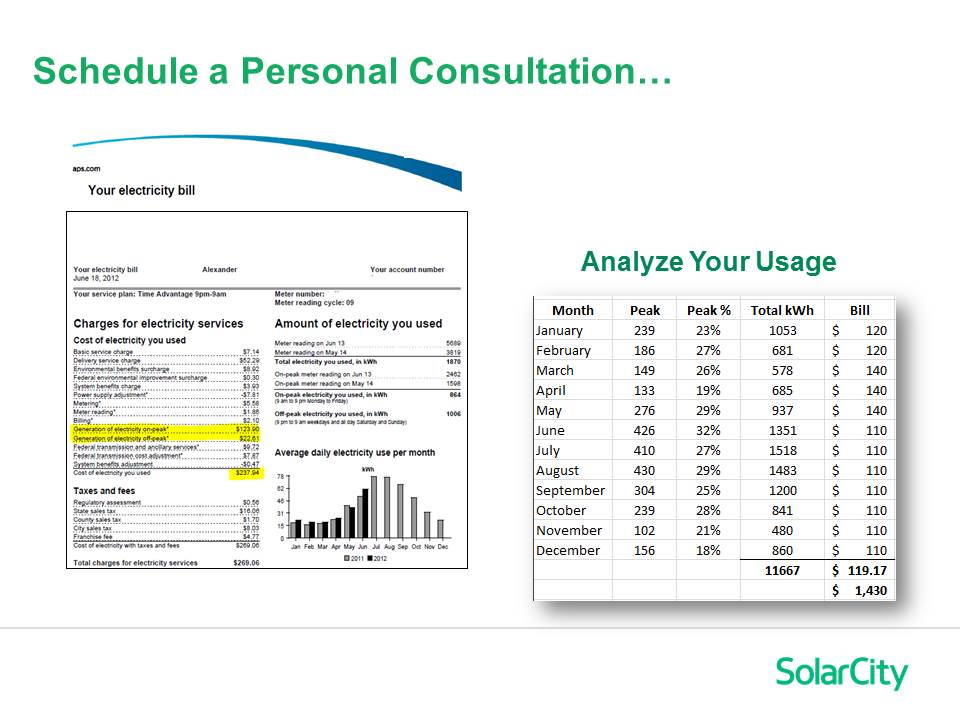 Schedule a Personal Consultation…
aps.com
Your electricity bill
Your electricity bill Alexander Your account number
June 18, 2012
Your service plan: Time Advantage 9pm-9am
Meter number:
Meter reading cycle: 09
Charges for electricity services
Cost of electricity you used
Basic service charge $7.14
Delivery service charge $52.29
Environmental benefits surcharge $8.92
Federal environmental improvement surcharge $0.30
System benefits charge $3.93
Power supply adjustment* -$7.81
Metering* $5.58
Meter reading* $1.86
Billing* $2.10
Generation of electricity on-peak* $123.90
Generation of electricity off-peak* $22.61
Federal transmission and ancillary services* $9.72
Federal transmission cost adjustment* $7.87
System benefits adjustment -$0.47
Cost of electricity you used $237.94
Taxes and fees
Regulatory assessment $0.56
State sales tax $16.06
County sales tax $1.70
City sales tax $8.03
Franchise fee $4.77
Cost of electricity with taxes and fees $269.06
Total charges for electricity services $269.06
Amount of electricity you used
Meter reading on Jun 13 5689
Meter reading on May 14 3819
Total electricity you used, in kWh 1870
On-peak meter reading on Jun 13 2462
On-peak meter reading on May 14 1598
On-peak electricity you used, in kWh 864
(9 am to 9 pm Monday to Friday)
Off-peak electricity you used, in kWh 1006
(9 pm to 9 am weekdays and all day Saturday and Sunday)
Average daily electricity use per month
kWh
78
62
46
31
15
0
Jan Feb Mar Apr May Jun Jul Aug Sep Oct Nov Dec
2011 2012
Analyze Your Usage
Month Peak Peak % Total kWh Bill
January 239 23% 1053 $ 120
February 186 27% 681 $ 120
March 149 26% 578 $ 140
April 133 19% 685 $ 140
May 276 29% 937 $ 140
June 426 32% 1351 $ 110
July 410 27% 1518 $ 110
August 430 29% 1483 $ 110
September 304 25% 1200 $ 110
October 239 28% 841 $ 110
November 102 21% 480 $ 110
December 156 18% 860 $ 110
11667 $ 119.17
$ 1,430
SolarCity